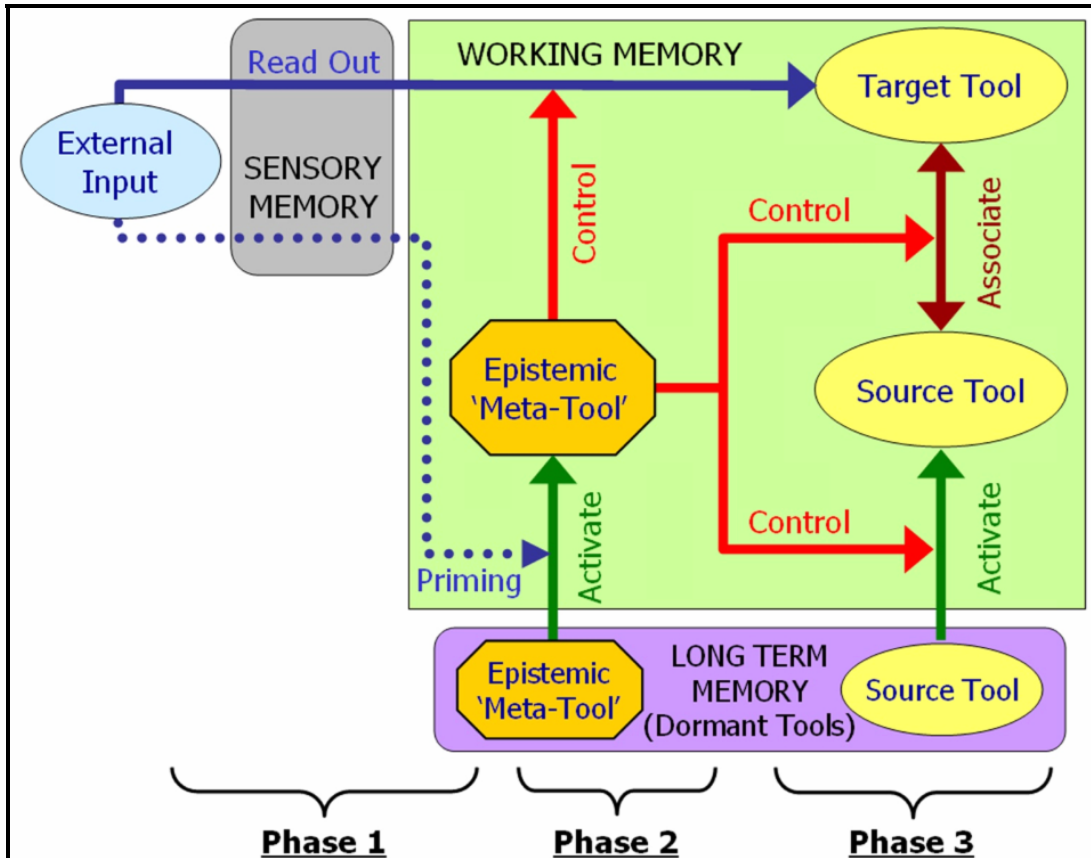 Read Out
WORKING MEMORY
Target Tool
External
Input
SENSORY
MEMORY
Control
Control
Associate
Epistemic
‘Meta-Tool’
Source Tool
Control
Priming
Activate
Activate
Epistemic
‘Meta-Tool’
LONG TERM
MEMORY
(Dormant Tools)
Source Tool
Phase 1
Phase 2
Phase 3